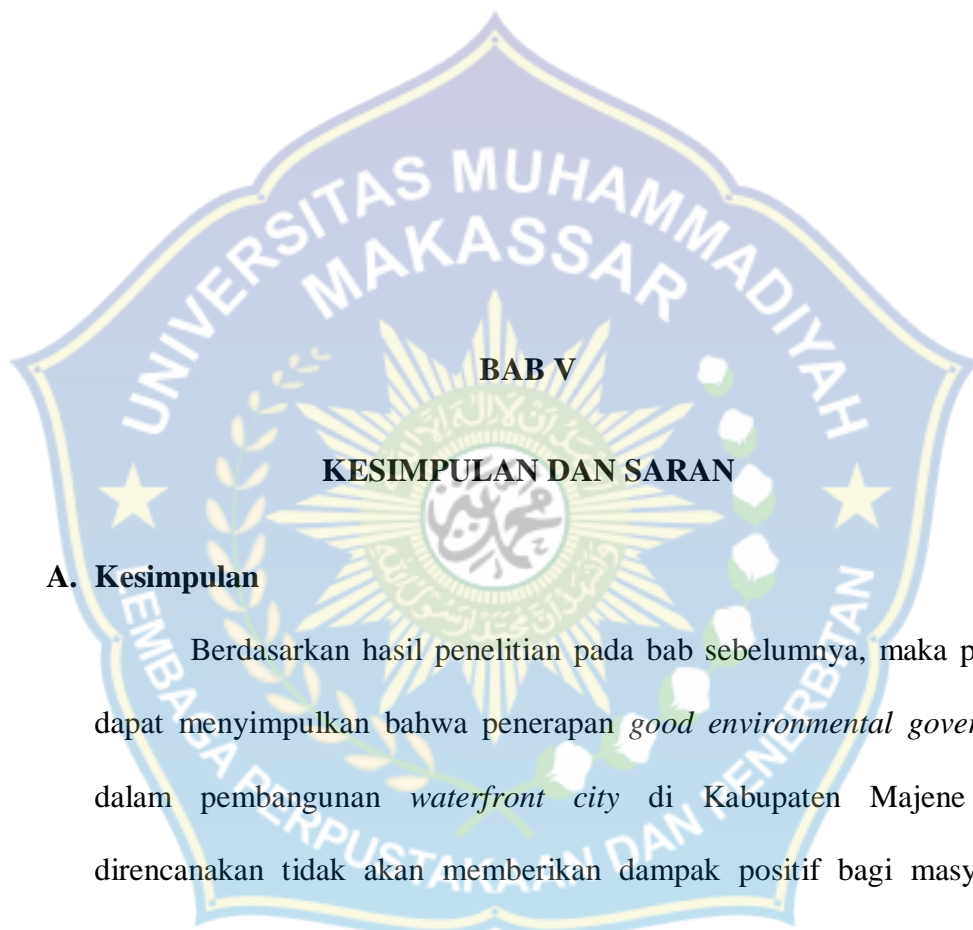 UNIVERSITAS MUHAMMADIYAH
MAKASSAR
BAB V
KESIMPULAN DAN SARAN
A. Kesimpulan
Berdasarkan hasil penelitian pada bab sebelumnya, maka p
dapat menyimpulkan bahwa penerapan good environmental gover
dalam pembangunan waterfront city di Kabupaten Majene
direncanakan tidak akan memberikan dampak positif bagi masy
LEMBAGA PERPUSTAKAAN DAN PENERBITAN